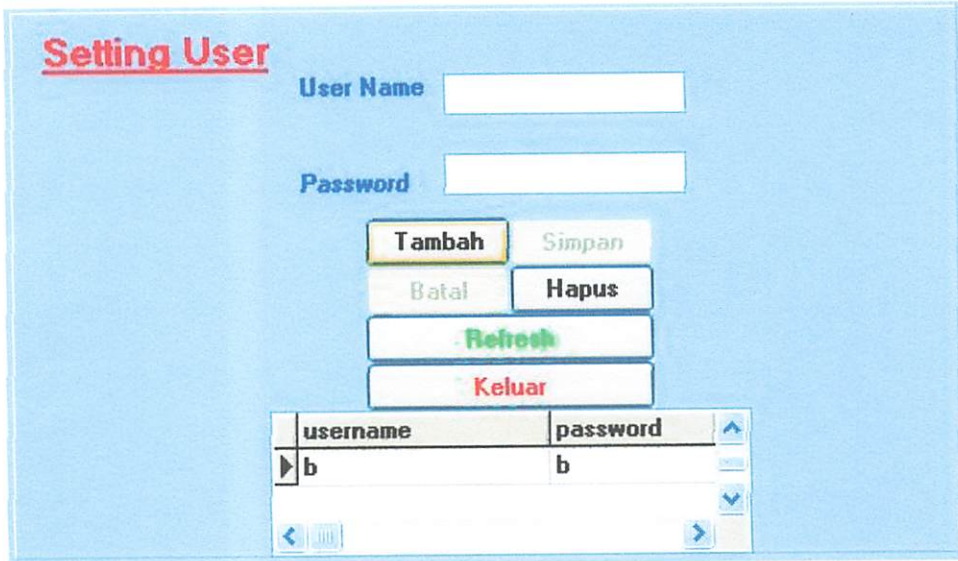 Setting User
User Name
Password
Tambah Simpan
Batal Hapus
Refresh
Keluar
username password
b b